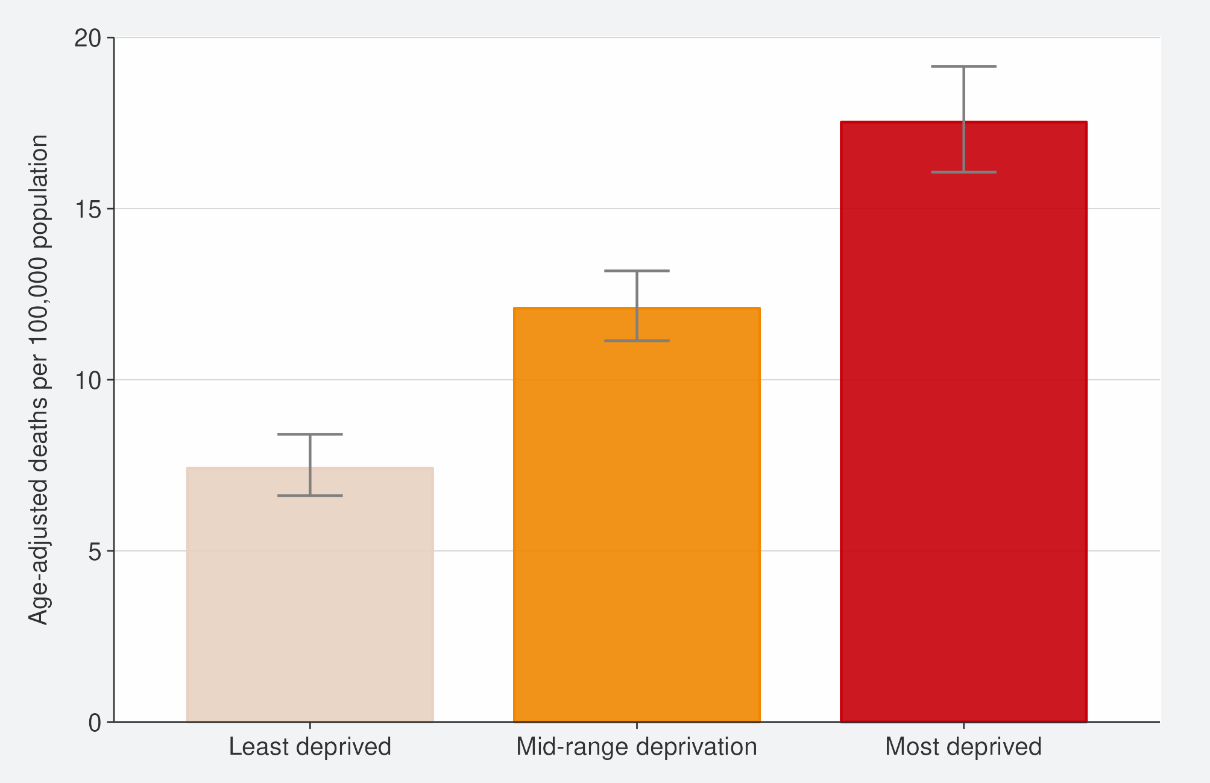 Age-adjusted deaths per 100,000 population
20
15
10
5
0
Least deprived
Mid-range deprivation
Most deprived